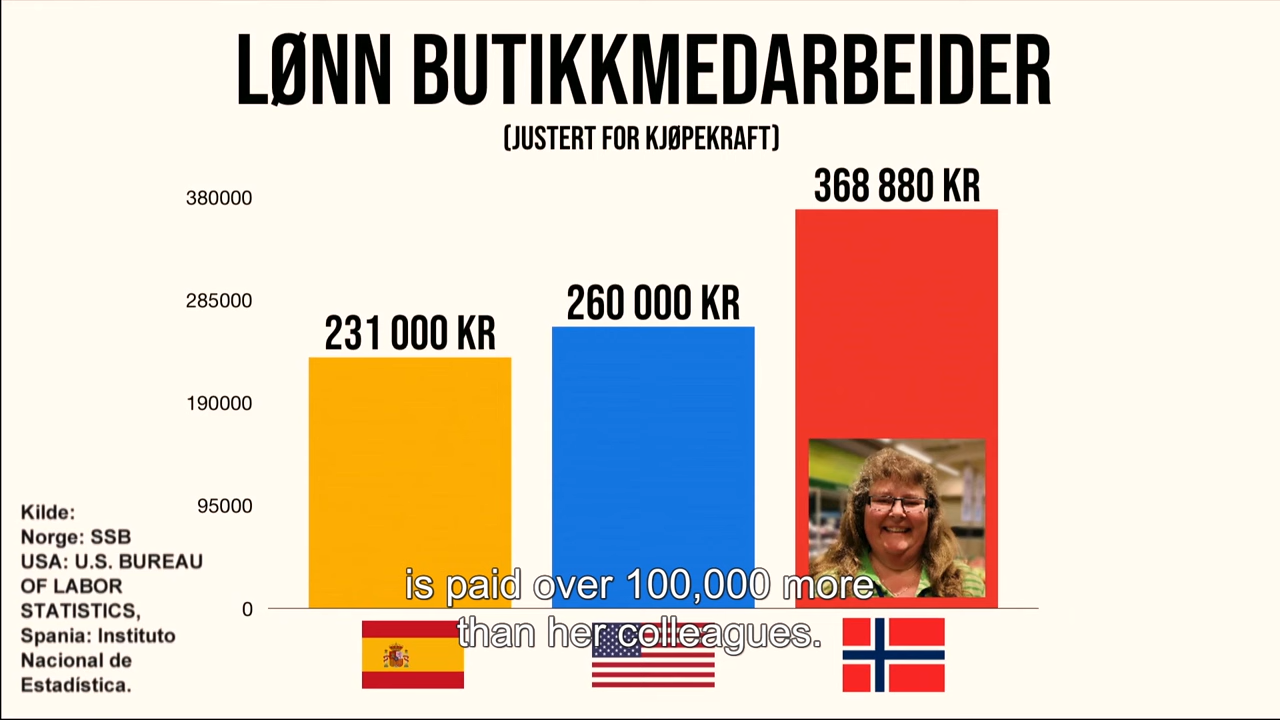 LØNN BUTIKKMEDARBEIDER
(JUSTERT FOR KJØPEKRAFT)
368 880 KR
380000
260 000 KR
285000
231 000 KR
190000
95000
0
Kilde:
Norge: SSB
USA: U.S. BUREAU
OF LABOR
STATISTICS,
Spania: Instituto
Nacional de
Estadística.
is paid over 100,000 more
than her colleagues.